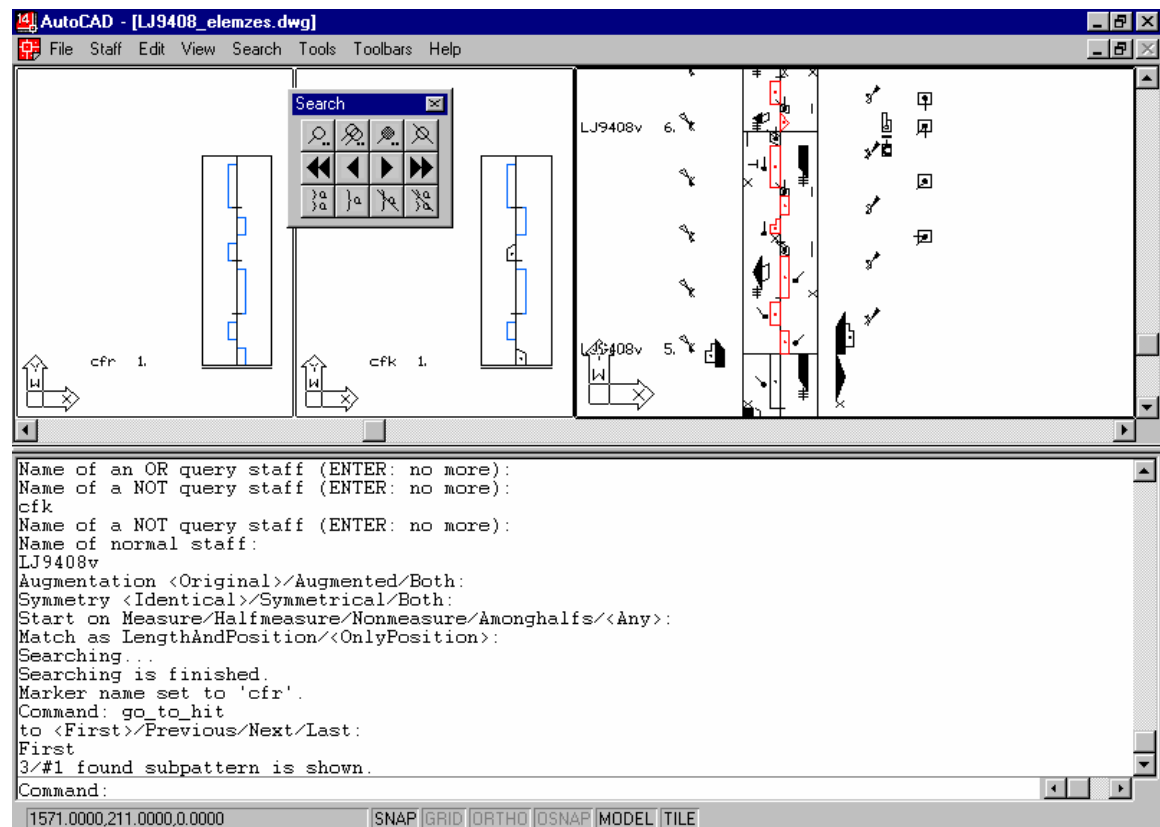 AutoCAD - [LJ9408_elemzes.dwg]
File Staff Edit View Search Tools Toolbars Help
Search
LJ9408v 6.
LJ9408v 5.
cfr 1.
cfk 1.
Y
W
X
Y
W
X
W
X
Name of an OR query staff (ENTER: no more):
Name of a NOT query staff (ENTER: no more):
cfk
Name of a NOT query staff (ENTER: no more):
Name of normal staff:
LJ9408v
Augmentation <Original>/Augmented/Both:
Symmetry <Identical>/Symmetrical/Both:
Start on Measure/Halfmeasure/Nonmeasure/Amonghalfs/<Any>:
Match as LengthAndPosition/<OnlyPosition>:
Searching...
Searching is finished.
Marker name set to 'cfr'.
Command: go_to_hit
to <First>/Previous/Next/Last:
First
3/#1 found subpattern is shown.
Command:
1571.0000,211.0000,0.0000 SNAP GRID ORTHO OSNAP MODEL TILE